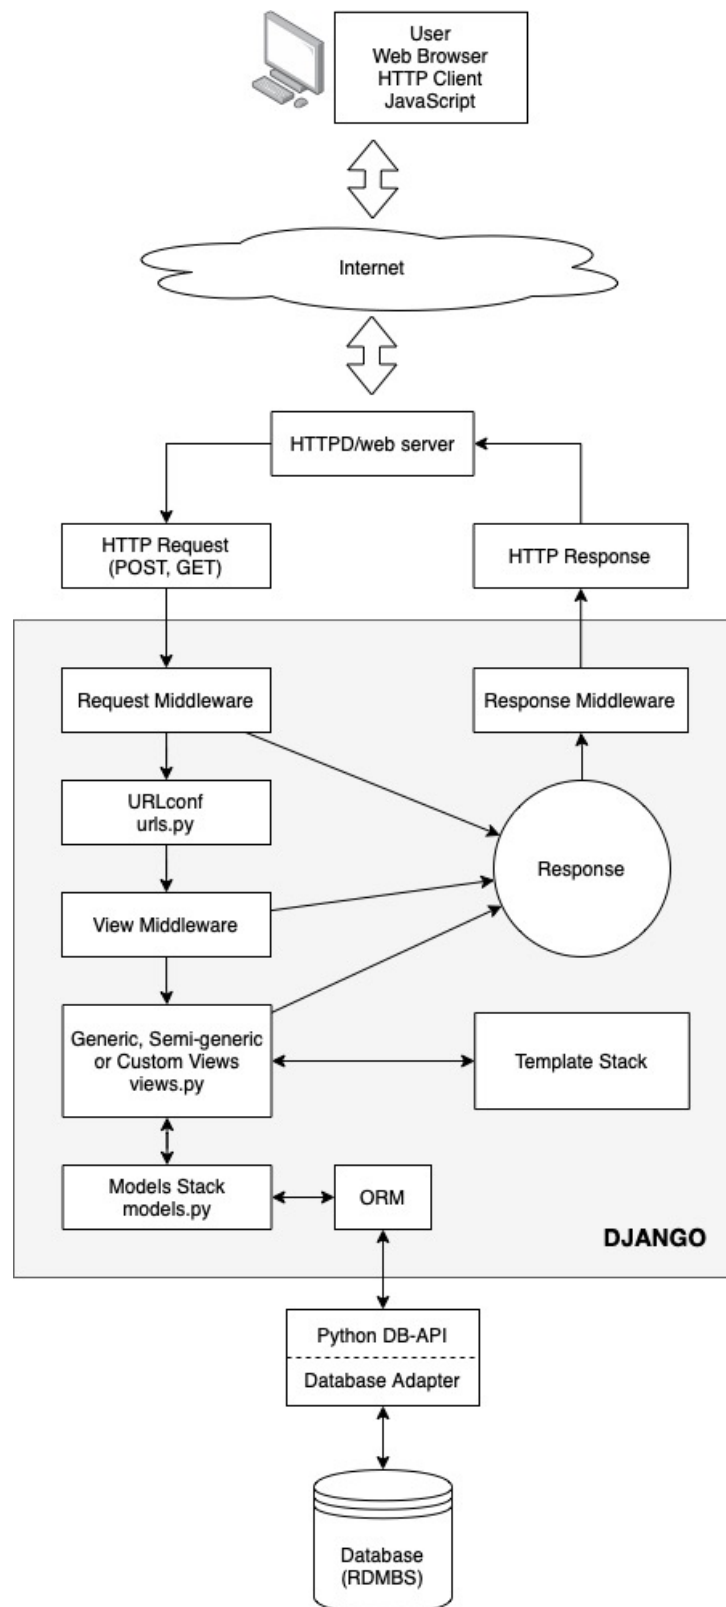 User
Web Browser
HTTP Client
JavaScript
Internet
HTTPD/web server
HTTP Request
(POST, GET)
HTTP Response
Request Middleware
Response Middleware
URLconf
urls.py
Response
View Middleware
Generic, Semi-generic
or Custom Views
views.py
Template Stack
Models Stack
models.py
ORM
DJANGO
Python DB-API
Database Adapter
Database
(RDMBS)